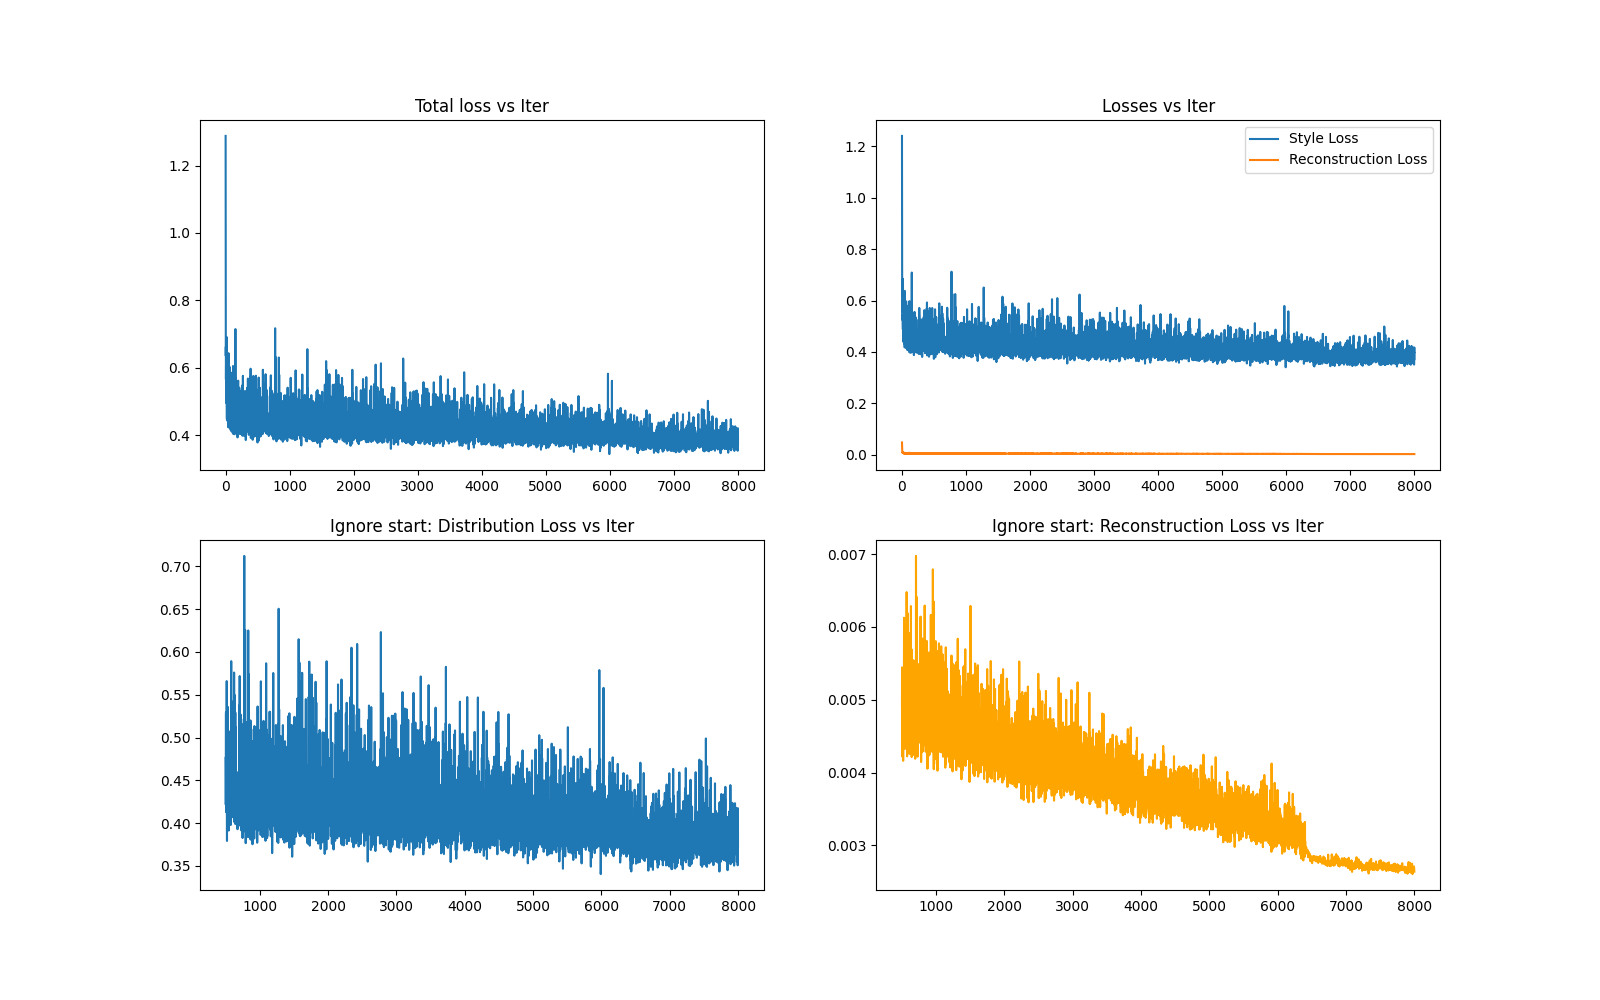 Total loss vs Iter
1.2
1.0
0.8
0.6
0.4
0 1000 2000 3000 4000 5000 6000 7000 8000
Losses vs Iter
Style Loss
Reconstruction Loss
1.2
1.0
0.8
0.6
0.4
0.2
0.0
0 1000 2000 3000 4000 5000 6000 7000 8000
Ignore start: Distribution Loss vs Iter
0.70
0.65
0.60
0.55
0.50
0.45
0.40
0.35
1000 2000 3000 4000 5000 6000 7000 8000
Ignore start: Reconstruction Loss vs Iter
0.007
0.006
0.005
0.004
0.003
1000 2000 3000 4000 5000 6000 7000 8000